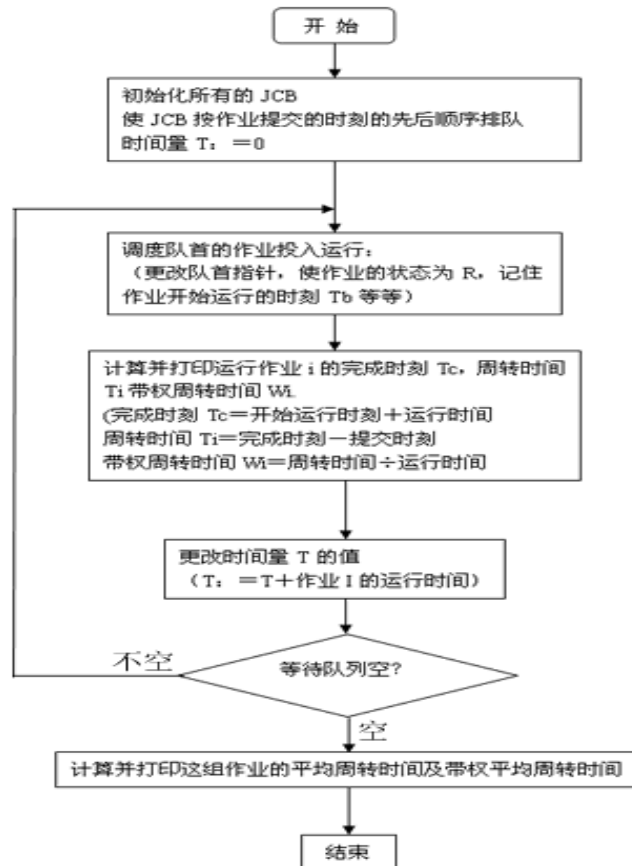 开 始
初始化所有的 JCB
使 JCB 按作业提交的时刻的先后顺序排队
时间量 T：＝0
调度队首的作业投入运行：
（更改队首指针，使作业的状态为 R，记住
作业开始运行的时刻 Tb 等等）
计算并打印运行作业 i 的完成时刻 Tc，周转时间
Ti 带权周转时间 Wi.
(完成时刻 Tc＝开始运行时刻＋运行时间
周转时间 Ti＝完成时刻－提交时刻
带权周转时间 Wi＝周转时间÷运行时间
更改时间量 T 的值
（T：＝T＋作业 I 的运行时间）
等待队列空？
不空
空
计算并打印这组作业的平均周转时间及带权平均周转时间
结束